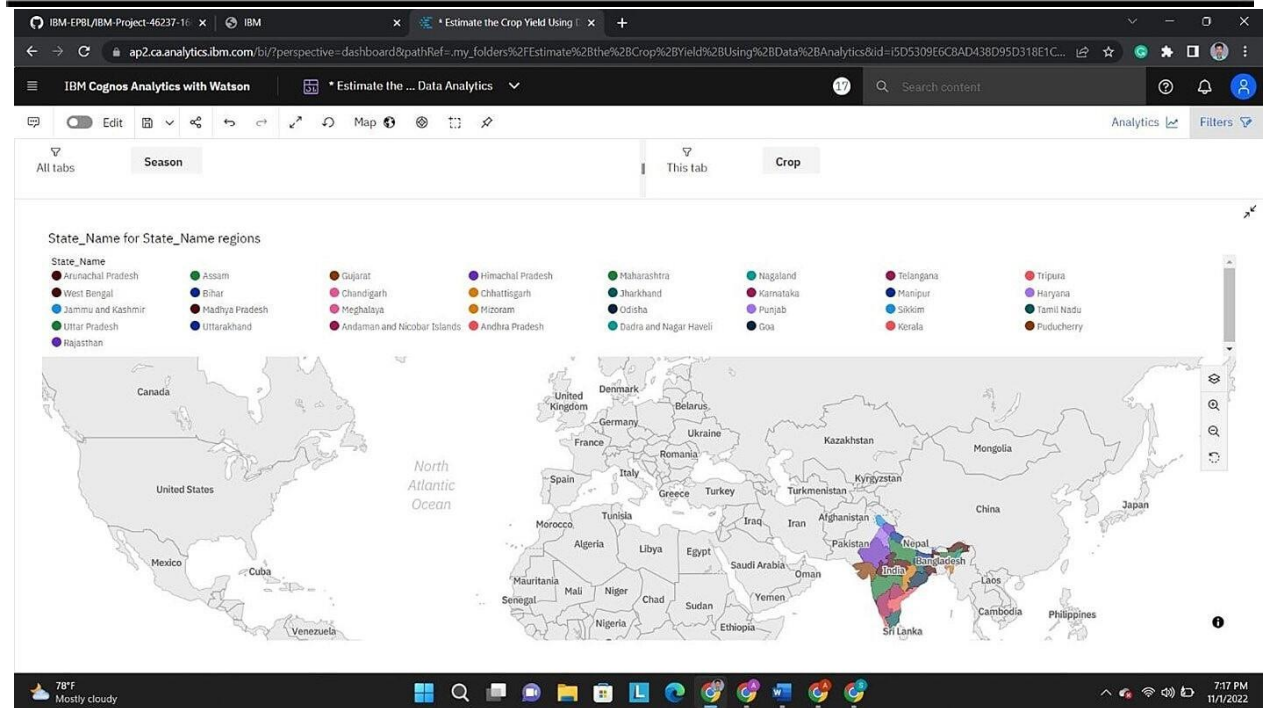 IBM-EPBL/IBM-Project-46237-16
IBM
* Estimate the Crop Yield Using D
ap2.ca.analytics.ibm.com/bi/?perspective=dashboard&pathRef=.my_folders%2FEstimate%2Bthe%2BCrop%2BYield%2BUsing%2BData%2BAnalytics&id=i5D5309E6C8AD438D95D318E1C...
IBM Cognos Analytics with Watson
* Estimate the ... Data Analytics
17
Search content
Edit
Map
Analytics
Filters
All tabs
Season
This tab
Crop
State_Name for State_Name regions
State_Name
Arunachal Pradesh Assam Gujarat Himachal Pradesh Maharashtra Nagaland Telangana Tripura
West Bengal Bihar Chandigarh Chhattisgarh Jharkhand Karnataka Manipur Haryana
Jammu and Kashmir Madhya Pradesh Meghalaya Mizoram Odisha Punjab Sikkim Tamil Nadu
Uttar Pradesh Uttarakhand Andaman and Nicobar Islands Andhra Pradesh Dadra and Nagar Haveli Goa Kerala Puducherry
Rajasthan
Canada
United Kingdom
Denmark
Belarus
Germany
Ukraine
France
Romania
Kazakhstan
Mongolia
North
Atlantic
Ocean
United States
Spain
Italy
Greece
Turkey
Turkmenistan
Kyrgyzstan
China
Japan
Morocco
Tunisia
Iraq
Iran
Afghanistan
Algeria
Libya
Egypt
Pakistan
Nepal
Mexico
Cuba
Saudi Arabia
Oman
India
Bangladesh
Mauritania
Mali
Niger
Chad
Sudan
Yemen
Laos
Senegal
Nigeria
Ethiopia
Cambodia
Philippines
Venezuela
Sri Lanka
78°F
Mostly cloudy
7:17 PM
11/1/2022